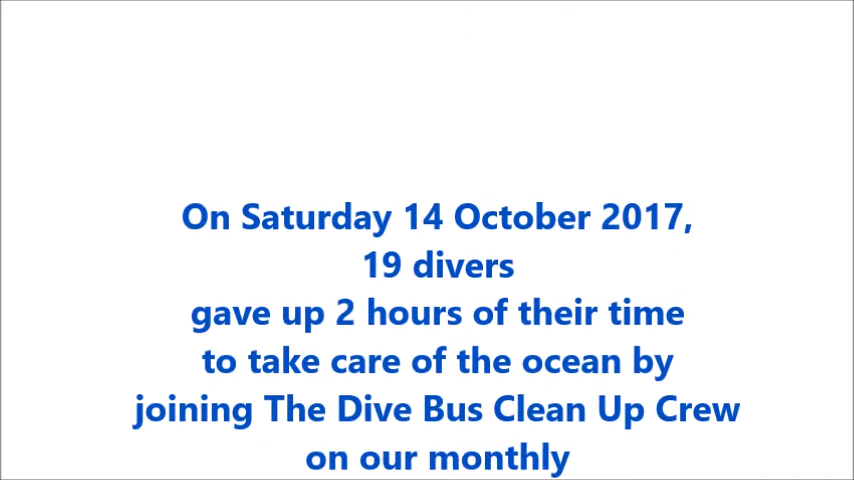 On Saturday 14 October 2017,
19 divers
gave up 2 hours of their time
to take care of the ocean by
joining The Dive Bus Clean Up Crew
on our monthly